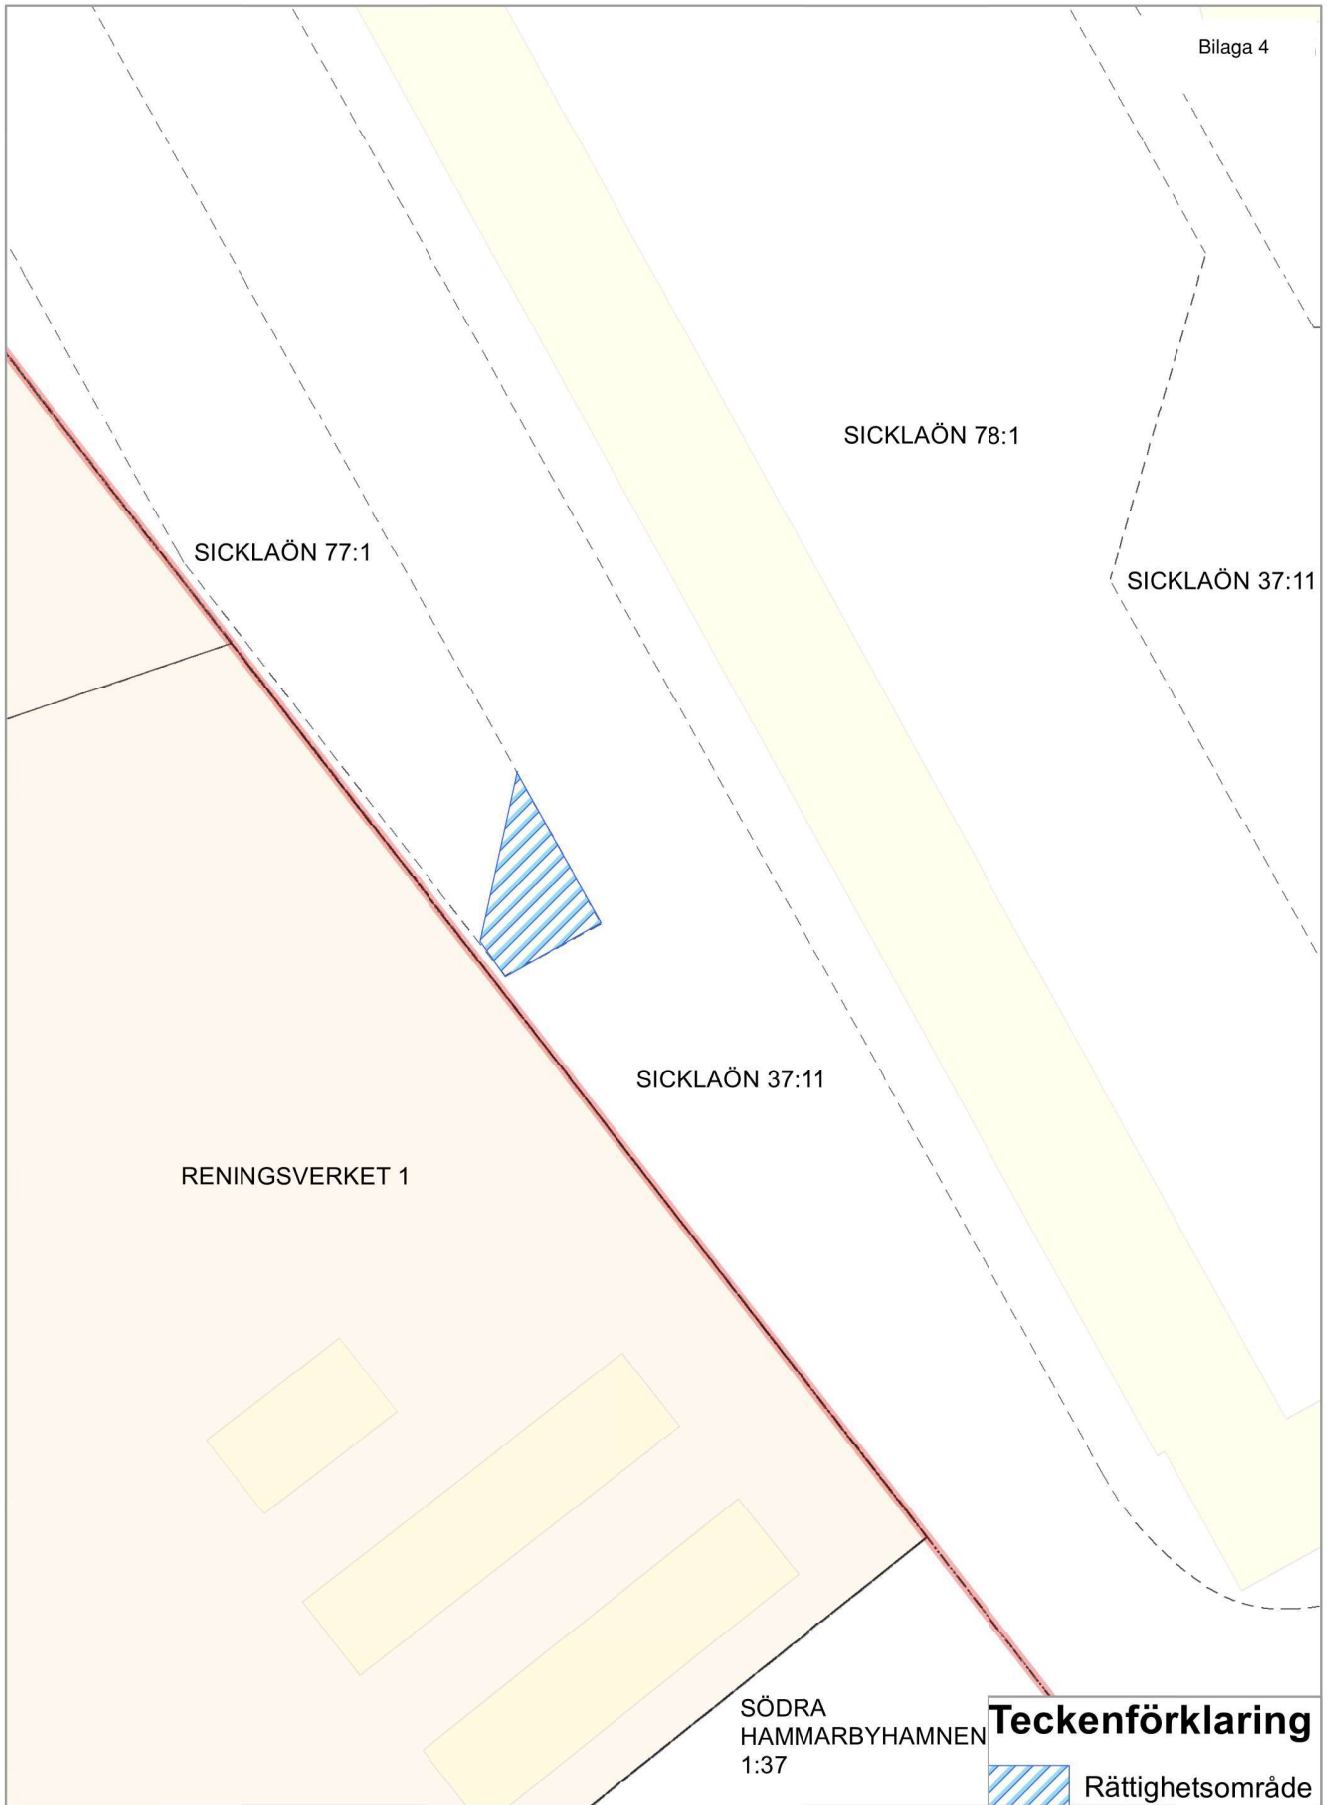 Bilaga 4
SICKLAÖN 78:1
SICKLAÖN 77:1
SICKLAÖN 37:11
SICKLAÖN 37:11
RENINGSVERKET 1
SÖDRA
HAMMARBYHAMNEN
1:37
Teckenförklaring
Rättighetsområde